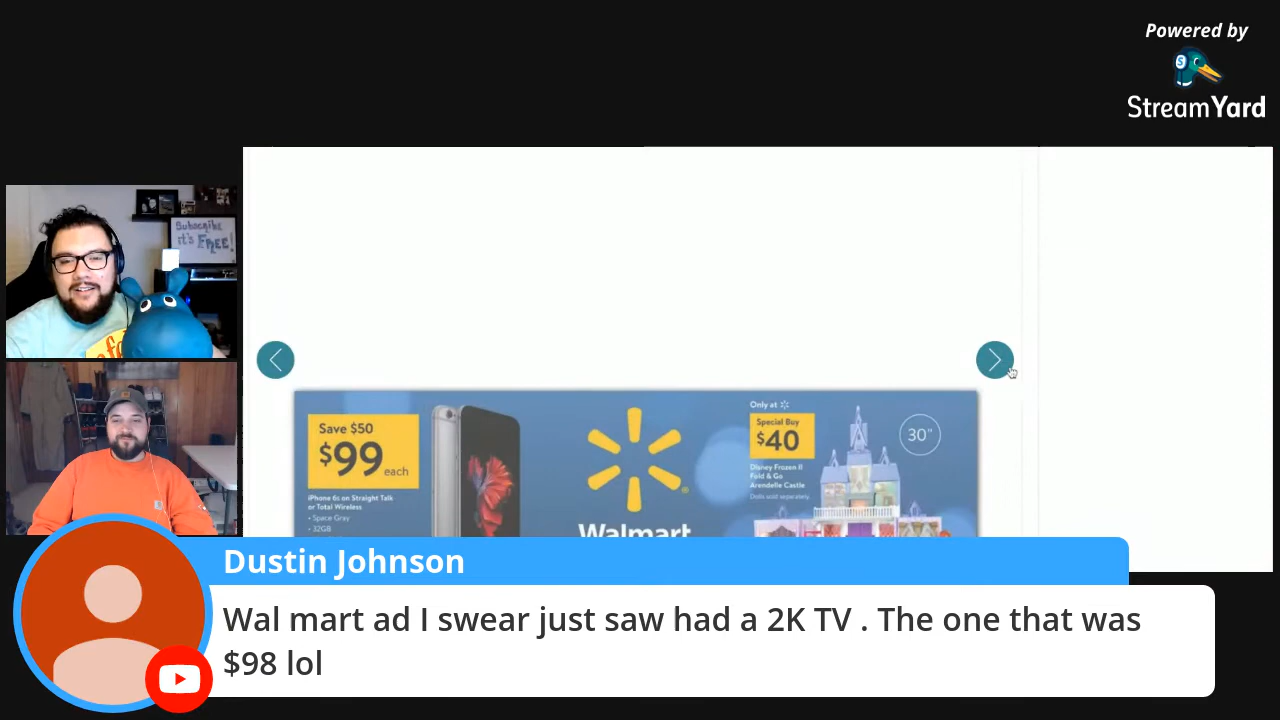 Powered by
StreamYard
Subscribe
it's FREE!
Save $50
$99 each
iPhone 6s on Straight Talk
or Total Wireless
• Space Gray
• 32GB
Walmart
Only at
Special Buy
$40
Disney Frozen II
Fold & Go
Arendelle Castle
Dolls sold separately.
30"
Dustin Johnson
Wal mart ad I swear just saw had a 2K TV . The one that was
$98 lol